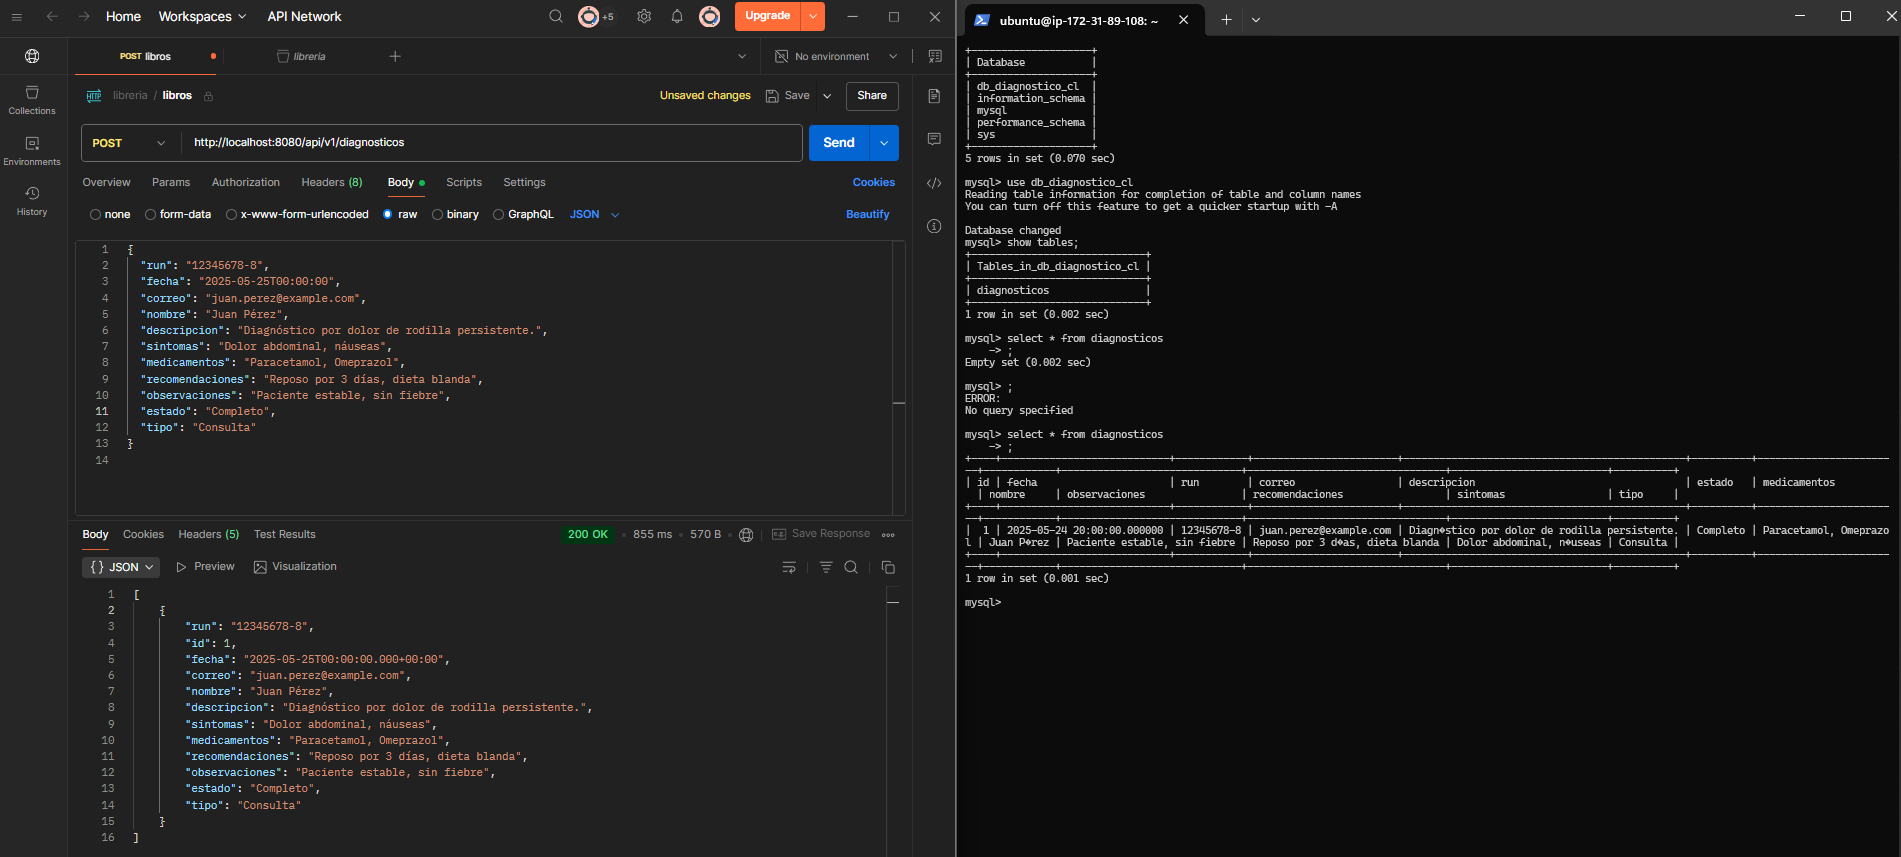 Home Workspaces API Network +5 Upgrade
POST libros libreria No environment
libreria / libros Unsaved changes Save Share
Collections
Environments
History
POST http://localhost:8080/api/v1/diagnosticos Send
Overview Params Authorization Headers (8) Body Scripts Settings Cookies
none form-data x-www-form-urlencoded raw binary GraphQL JSON Beautify
1 {
2 "run": "12345678-8",
3 "fecha": "2025-05-25T00:00:00",
4 "correo": "juan.perez@example.com",
5 "nombre": "Juan Pérez",
6 "descripcion": "Diagnóstico por dolor de rodilla persistente.",
7 "sintomas": "Dolor abdominal, náuseas",
8 "medicamentos": "Paracetamol, Omeprazol",
9 "recomendaciones": "Reposo por 3 días, dieta blanda",
10 "observaciones": "Paciente estable, sin fiebre",
11 "estado": "Completo",
12 "tipo": "Consulta"
13 }
14
Body Cookies Headers (5) Test Results 200 OK 855 ms 570 B Save Response
{ } JSON Preview Visualization
1 [
2 {
3 "run": "12345678-8",
4 "id": 1,
5 "fecha": "2025-05-25T00:00:00.000+00:00",
6 "correo": "juan.perez@example.com",
7 "nombre": "Juan Pérez",
8 "descripcion": "Diagnóstico por dolor de rodilla persistente.",
9 "sintomas": "Dolor abdominal, náuseas",
10 "medicamentos": "Paracetamol, Omeprazol",
11 "recomendaciones": "Reposo por 3 días, dieta blanda",
12 "observaciones": "Paciente estable, sin fiebre",
13 "estado": "Completo",
14 "tipo": "Consulta"
15 }
16 ]
ubuntu@ip-172-31-89-108: ~
| Database |
| db_diagnostico_cl |
| information_schema |
| mysql |
| performance_schema |
| sys |
5 rows in set (0.070 sec)
mysql> use db_diagnostico_cl
Reading table information for completion of table and column names
You can turn off this feature to get a quicker startup with -A
Database changed
mysql> show tables;
| Tables_in_db_diagnostico_cl |
| diagnosticos |
1 row in set (0.002 sec)
mysql> select * from diagnosticos
-> ;
Empty set (0.002 sec)
mysql> ;
ERROR:
No query specified
mysql> select * from diagnosticos
-> ;
| id | fecha | run | correo | descripcion | estado | medicamentos
| nombre | observaciones | recomendaciones | sintomas | tipo |
| 1 | 2025-05-24 20:00:00.000000 | 12345678-8 | juan.perez@example.com | Diagn�stico por dolor de rodilla persistente. | Completo | Paracetamol, Omeprazo
l | Juan P�rez | Paciente estable, sin fiebre | Reposo por 3 d�as, dieta blanda | Dolor abdominal, n�useas | Consulta |
1 row in set (0.001 sec)
mysql>